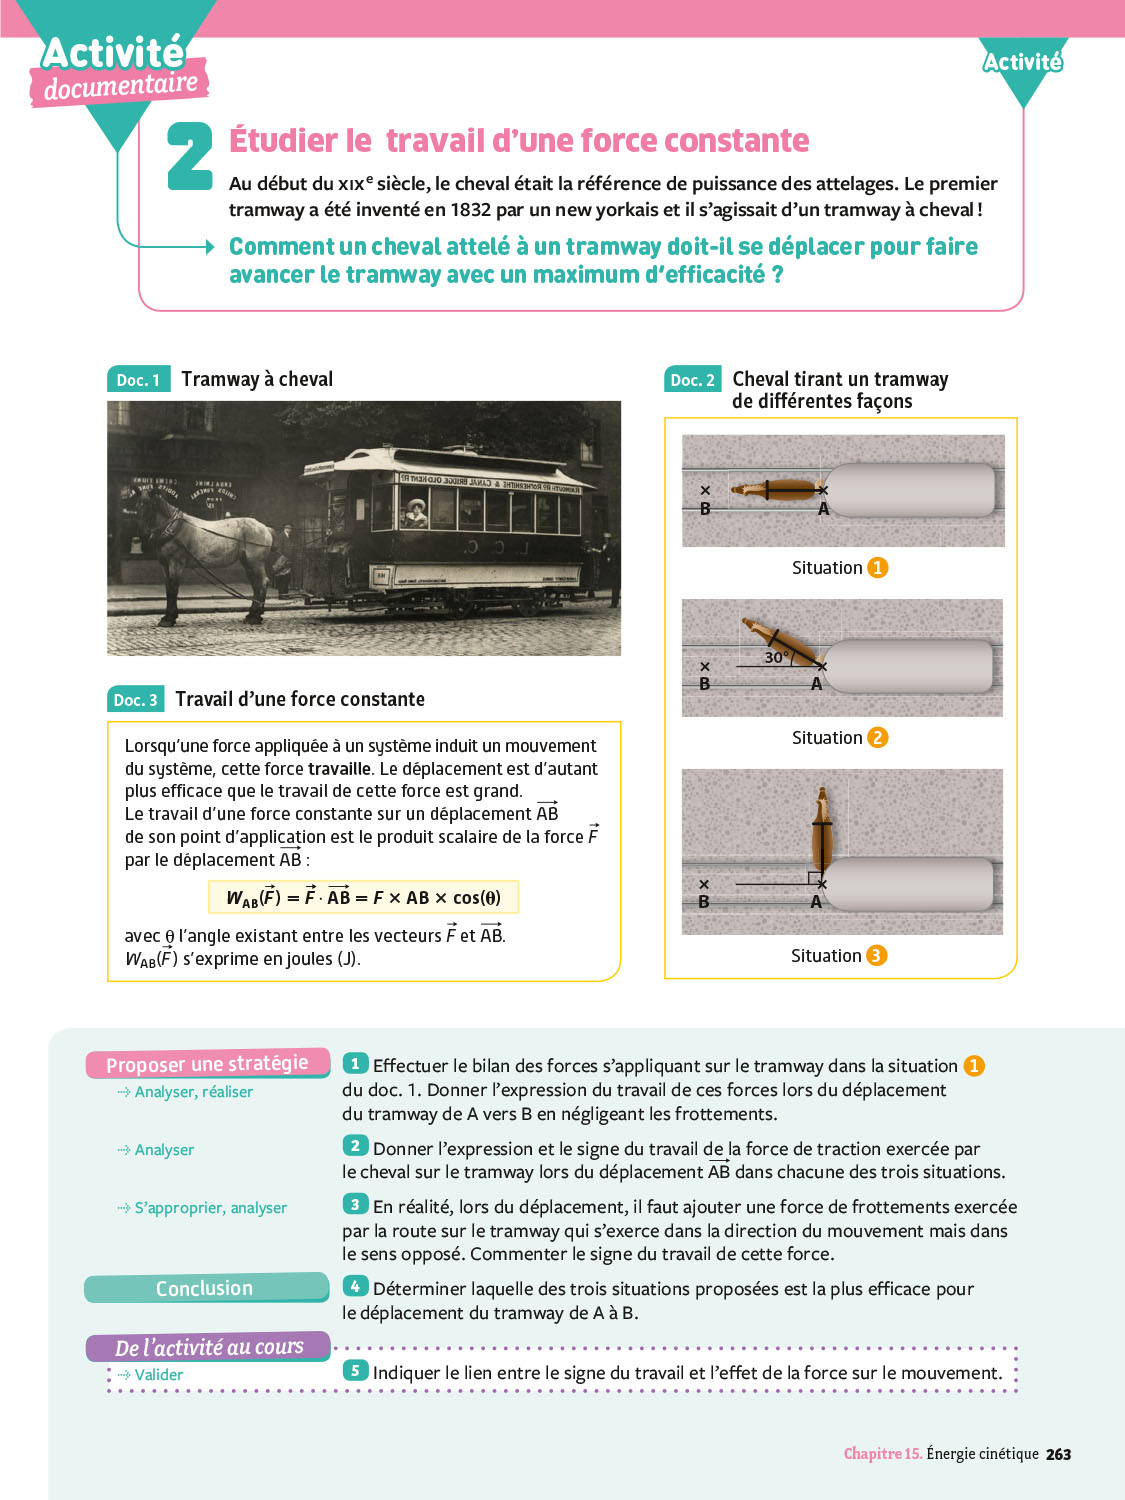 Activité
documentaire
Activité
2 Étudier le travail d'une force constante
Au début du XIXe siècle, le cheval était la référence de puissance des attelages. Le premier
tramway a été inventé en 1832 par un new yorkais et il s'agissait d'un tramway à cheval !
Comment un cheval attelé à un tramway doit-il se déplacer pour faire
avancer le tramway avec un maximum d'efficacité ?
Doc. 1 Tramway à cheval
Doc. 2 Cheval tirant un tramway
de différentes façons
B
A
Situation 1
30°
B
A
Situation 2
B
A
Situation 3
Doc. 3 Travail d'une force constante
Lorsqu'une force appliquée à un système induit un mouvement
du système, cette force travaille. Le déplacement est d'autant
plus efficace que le travail de cette force est grand.
Le travail d'une force constante sur un déplacement \vec{AB}
de son point d'application est le produit scalaire de la force \vec{F}
par le déplacement \vec{AB} :
W_{AB}(\vec{F}) = \vec{F} · \vec{AB} = F × AB × cos(θ)
avec θ l'angle existant entre les vecteurs \vec{F} et \vec{AB}.
W_{AB}(\vec{F}) s'exprime en joules (J).
Proposer une stratégie
Analyser, réaliser
1 Effectuer le bilan des forces s'appliquant sur le tramway dans la situation 1
du doc. 1. Donner l'expression du travail de ces forces lors du déplacement
du tramway de A vers B en négligeant les frottements.
Analyser
2 Donner l'expression et le signe du travail de la force de traction exercée par
le cheval sur le tramway lors du déplacement \vec{AB} dans chacune des trois situations.
S'approprier, analyser
3 En réalité, lors du déplacement, il faut ajouter une force de frottements exercée
par la route sur le tramway qui s'exerce dans la direction du mouvement mais dans
le sens opposé. Commenter le signe du travail de cette force.
Conclusion
4 Déterminer laquelle des trois situations proposées est la plus efficace pour
le déplacement du tramway de A à B.
De l'activité au cours
Valider
5 Indiquer le lien entre le signe du travail et l'effet de la force sur le mouvement.
Chapitre 15. Énergie cinétique 263